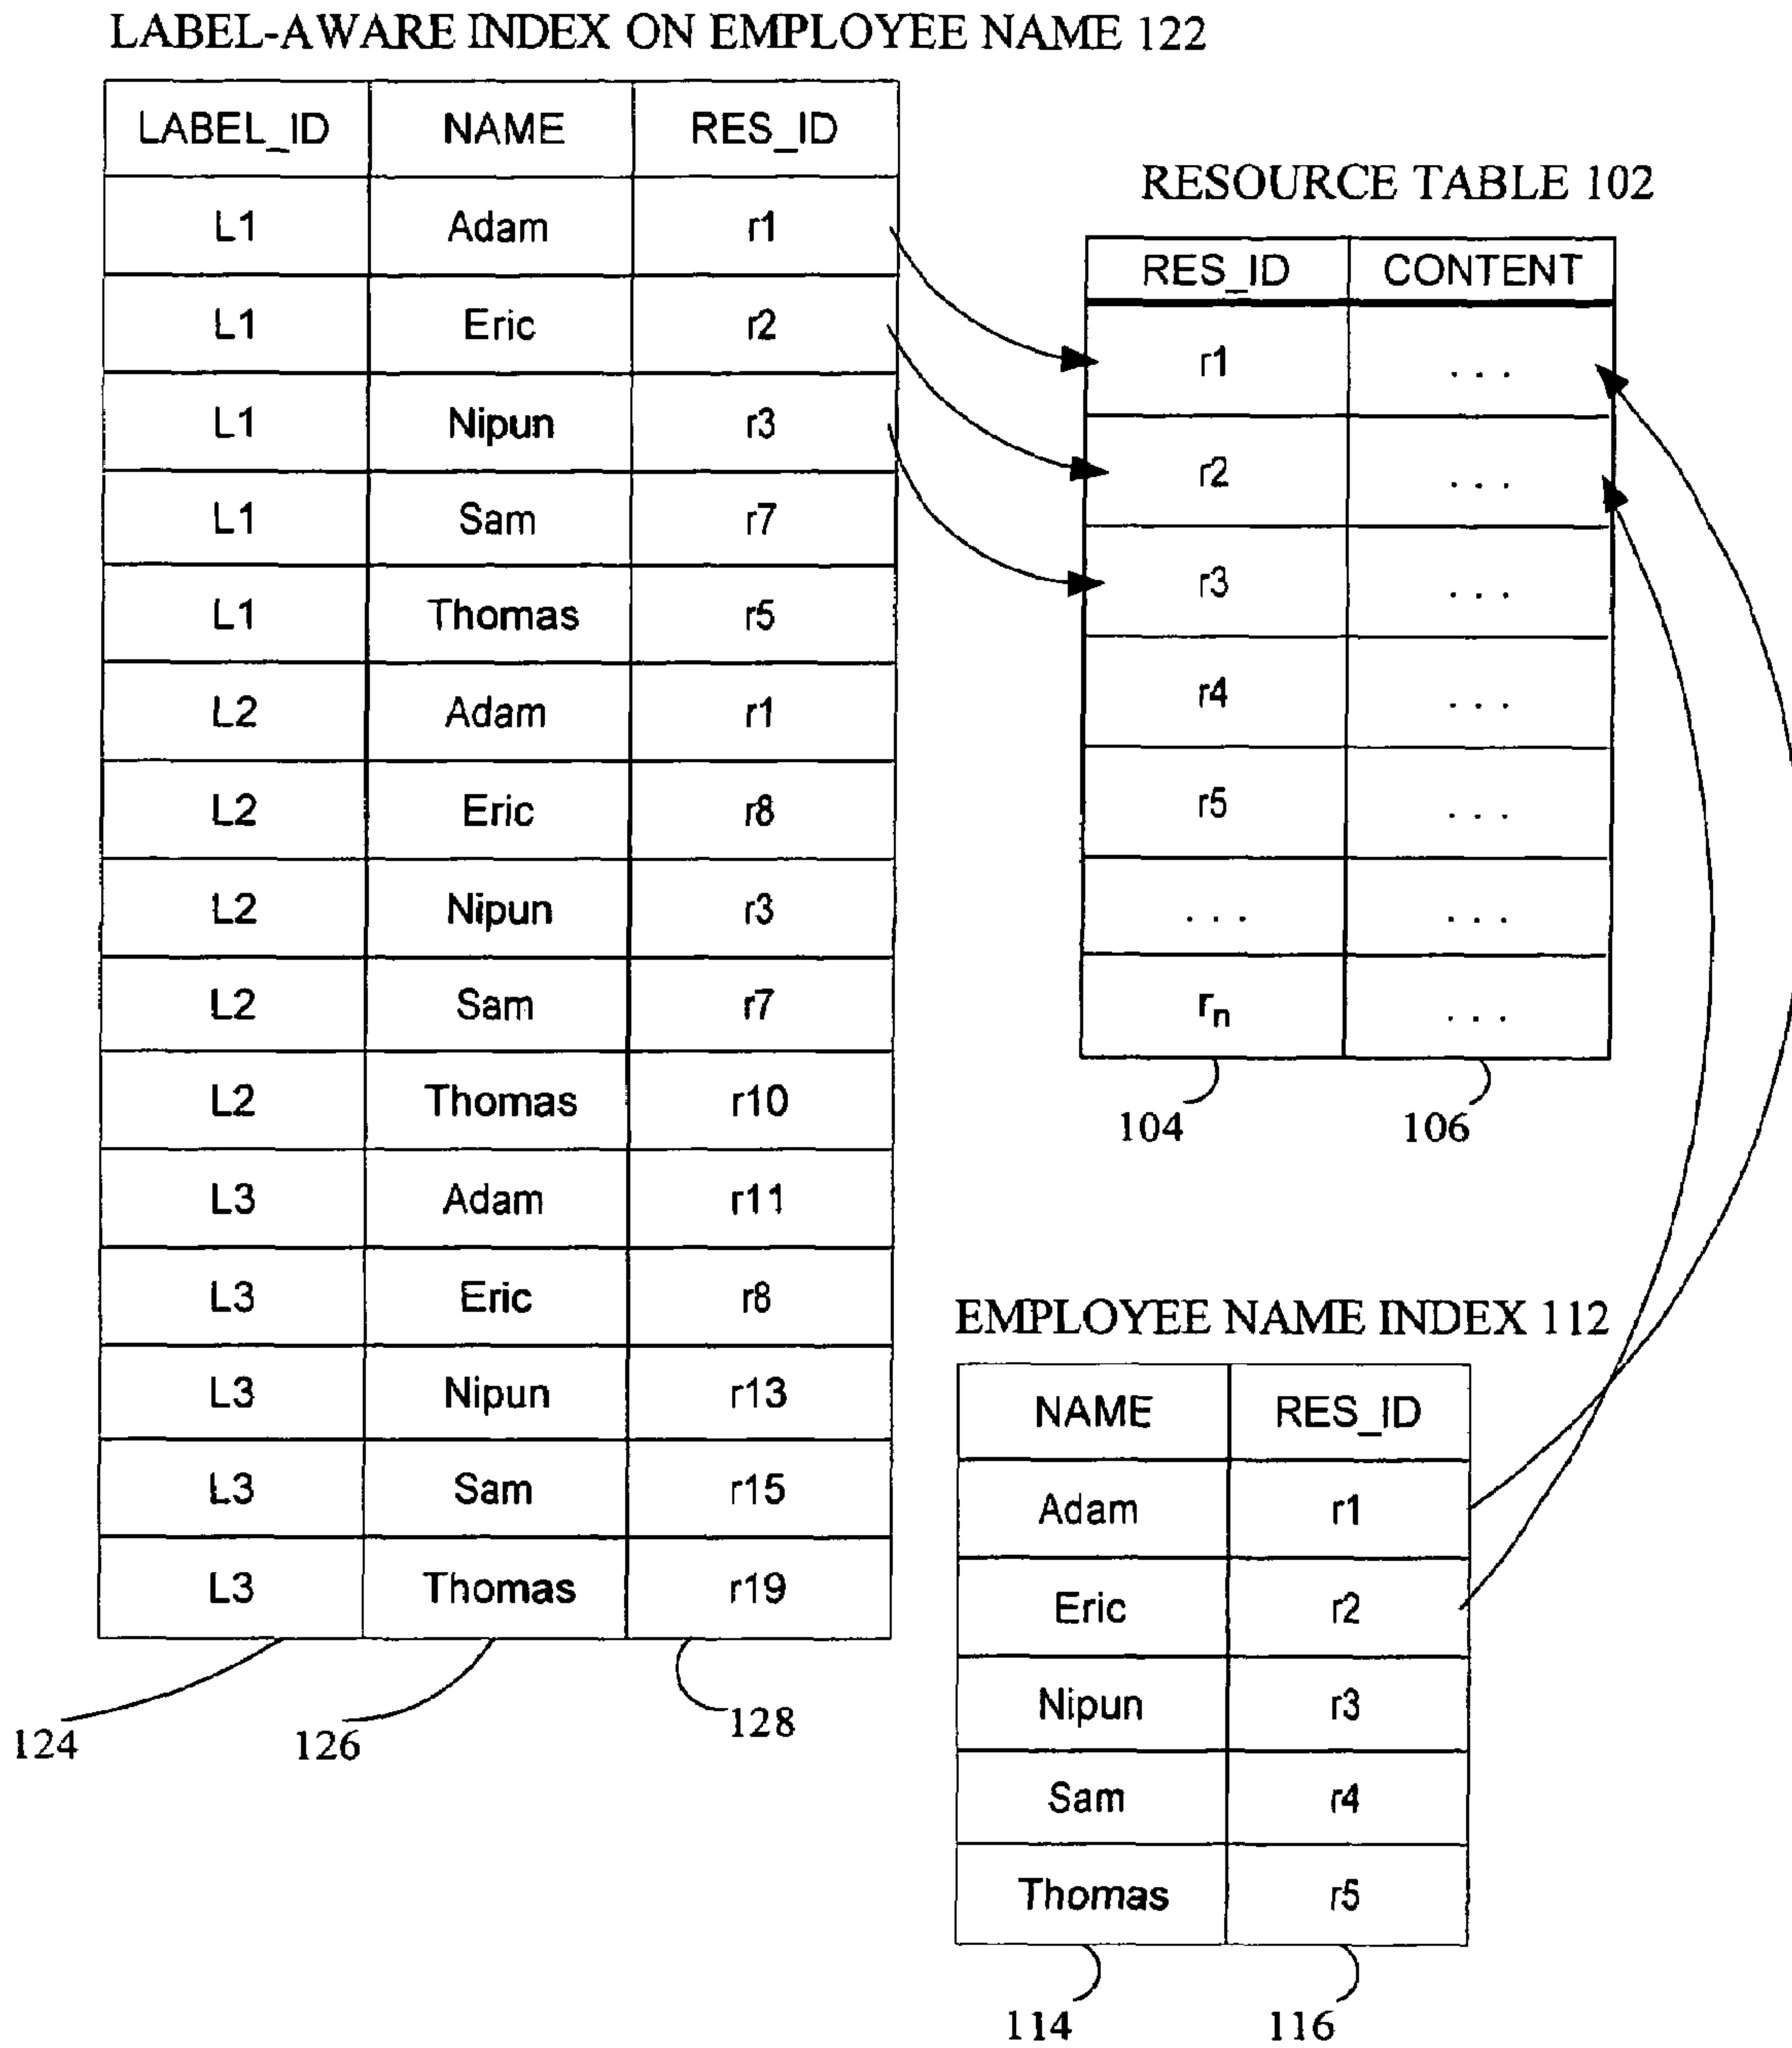 LABEL-AWARE INDEX ON EMPLOYEE NAME 122
LABEL_ID NAME RES_ID
L1 Adam r1
L1 Eric r2
L1 Nipun r3
L1 Sam r7
L1 Thomas r5
L2 Adam r1
L2 Eric r8
L2 Nipun r3
L2 Sam r7
L2 Thomas r10
L3 Adam r11
L3 Eric r8
L3 Nipun r13
L3 Sam r15
L3 Thomas r19
124 126 128
RESOURCE TABLE 102
RES_ID CONTENT
r1 . . .
r2 . . .
r3 . . .
r4 . . .
r5 . . .
. . . . . .
rn . . .
104 106
EMPLOYEE NAME INDEX 112
NAME RES_ID
Adam r1
Eric r2
Nipun r3
Sam r4
Thomas r5
114 116